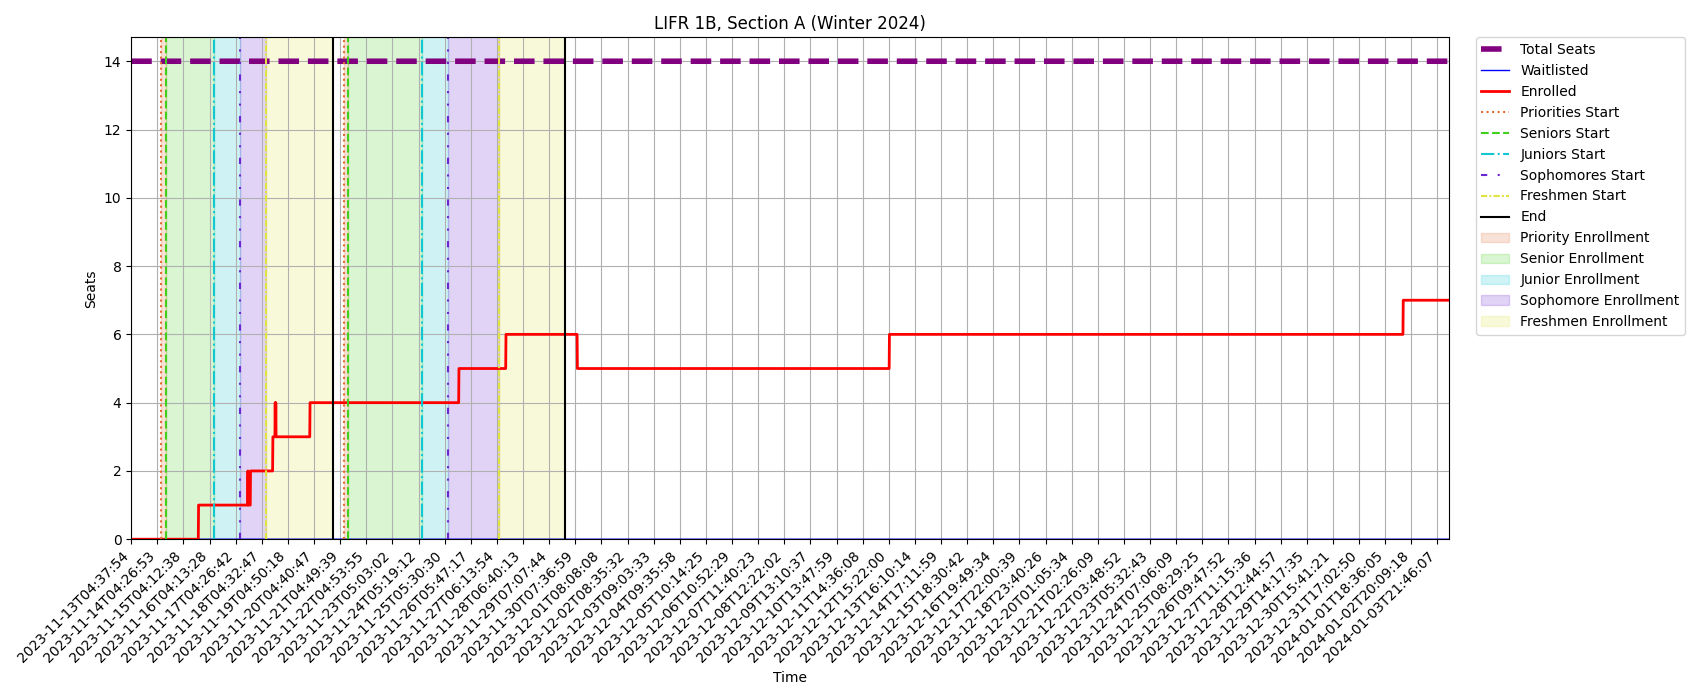 LIFR 1B, Section A (Winter 2024)
Seats
14
12
10
8
6
4
2
0
2023-11-13T04:37:54
2023-11-14T04:26:53
2023-11-15T04:12:38
2023-11-16T04:13:28
2023-11-17T04:26:42
2023-11-18T04:32:47
2023-11-19T04:50:18
2023-11-20T04:40:47
2023-11-21T04:49:39
2023-11-22T04:53:55
2023-11-23T05:03:02
2023-11-24T05:19:12
2023-11-25T05:30:30
2023-11-26T05:47:17
2023-11-27T06:13:54
2023-11-28T06:40:13
2023-11-29T07:07:44
2023-11-30T07:36:59
2023-12-01T08:08:08
2023-12-02T08:35:32
2023-12-03T09:03:33
2023-12-04T09:35:58
2023-12-05T10:14:25
2023-12-06T10:52:29
2023-12-07T11:40:23
2023-12-08T12:22:02
2023-12-09T13:10:37
2023-12-10T13:47:59
2023-12-11T14:36:08
2023-12-12T15:22:00
2023-12-13T16:10:14
2023-12-14T17:11:59
2023-12-15T18:30:42
2023-12-16T19:49:34
2023-12-17T22:00:39
2023-12-18T23:40:26
2023-12-20T01:05:34
2023-12-21T02:26:09
2023-12-22T03:48:52
2023-12-23T05:32:43
2023-12-24T07:06:09
2023-12-25T08:29:25
2023-12-26T09:47:52
2023-12-27T11:15:36
2023-12-28T12:44:57
2023-12-29T14:17:35
2023-12-30T15:41:21
2023-12-31T17:02:50
2024-01-01T18:36:05
2024-01-02T20:09:18
2024-01-03T21:46:07
Time
Total Seats
Waitlisted
Enrolled
Priorities Start
Seniors Start
Juniors Start
Sophomores Start
Freshmen Start
End
Priority Enrollment
Senior Enrollment
Junior Enrollment
Sophomore Enrollment
Freshmen Enrollment